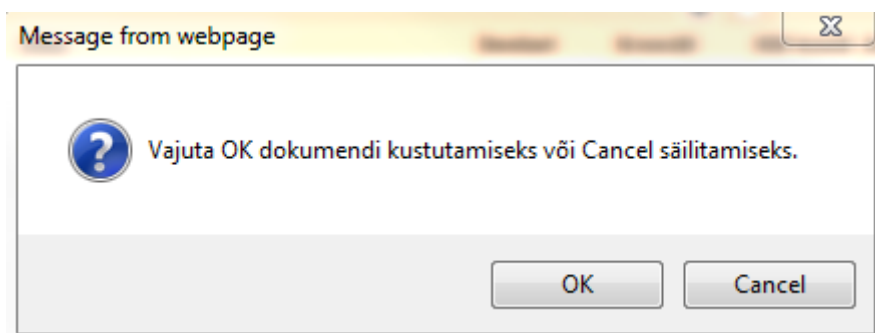 Message from webpage
Vajuta OK dokumendi kustutamiseks või Cancel säilitamiseks.
OK
Cancel